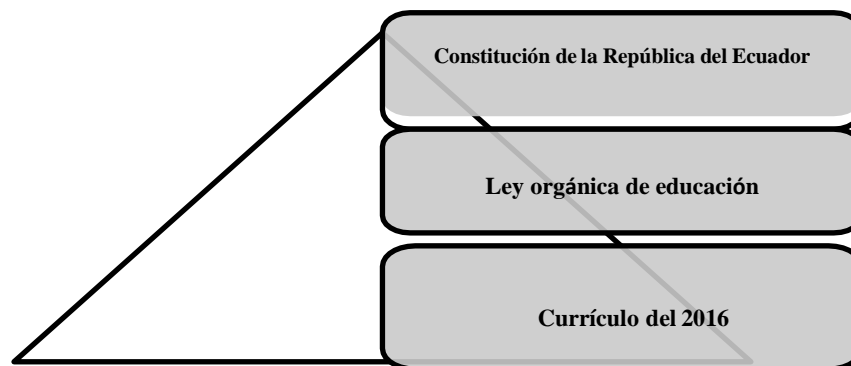 Constitución de la República del Ecuador
Ley orgánica de educación
Currículo del 2016